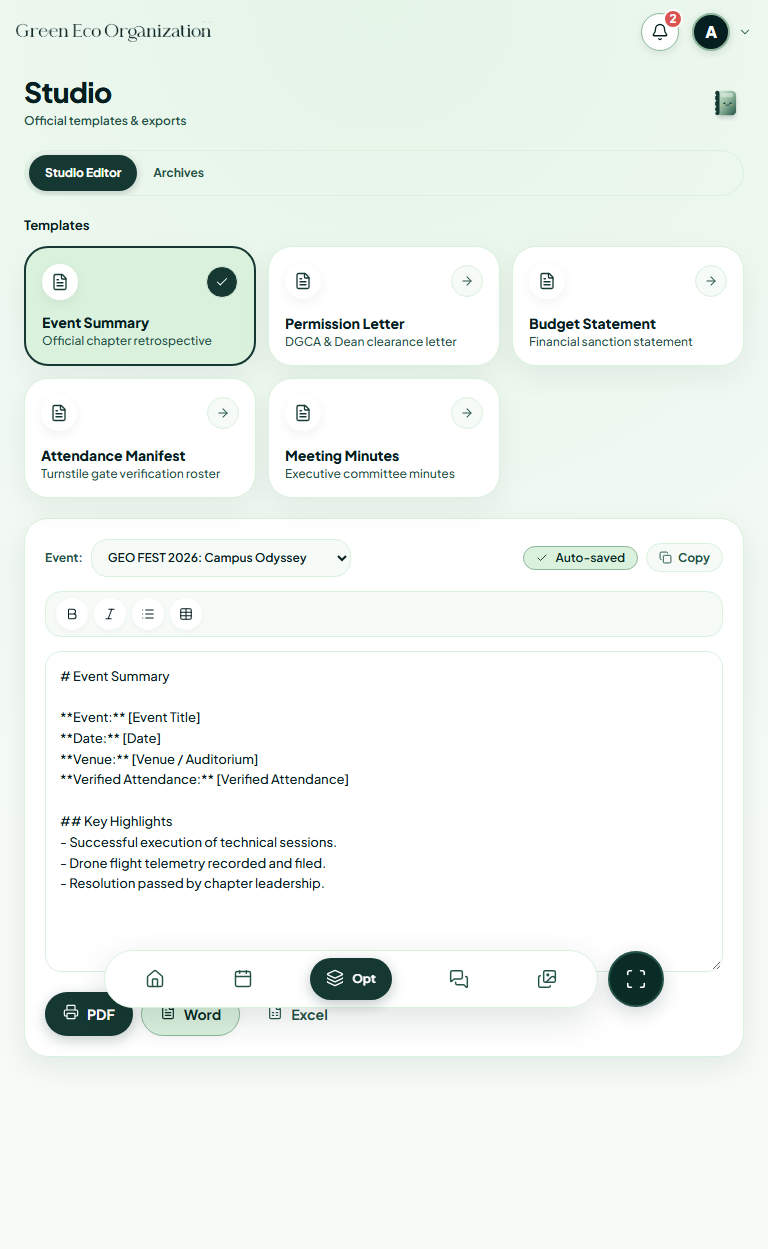 Green Eco Organization
2
A
Studio
Official templates & exports
Studio Editor
Archives
Templates
Event Summary
Official chapter retrospective
Permission Letter
DGCA & Dean clearance letter
Budget Statement
Financial sanction statement
Attendance Manifest
Turnstile gate verification roster
Meeting Minutes
Executive committee minutes
Event:
GEO FEST 2026: Campus Odyssey
Auto-saved
Copy
B
I
# Event Summary
**Event:** [Event Title]
**Date:** [Date]
**Venue:** [Venue / Auditorium]
**Verified Attendance:** [Verified Attendance]
## Key Highlights
- Successful execution of technical sessions.
- Drone flight telemetry recorded and filed.
- Resolution passed by chapter leadership.
Opt
PDF
Word
Excel